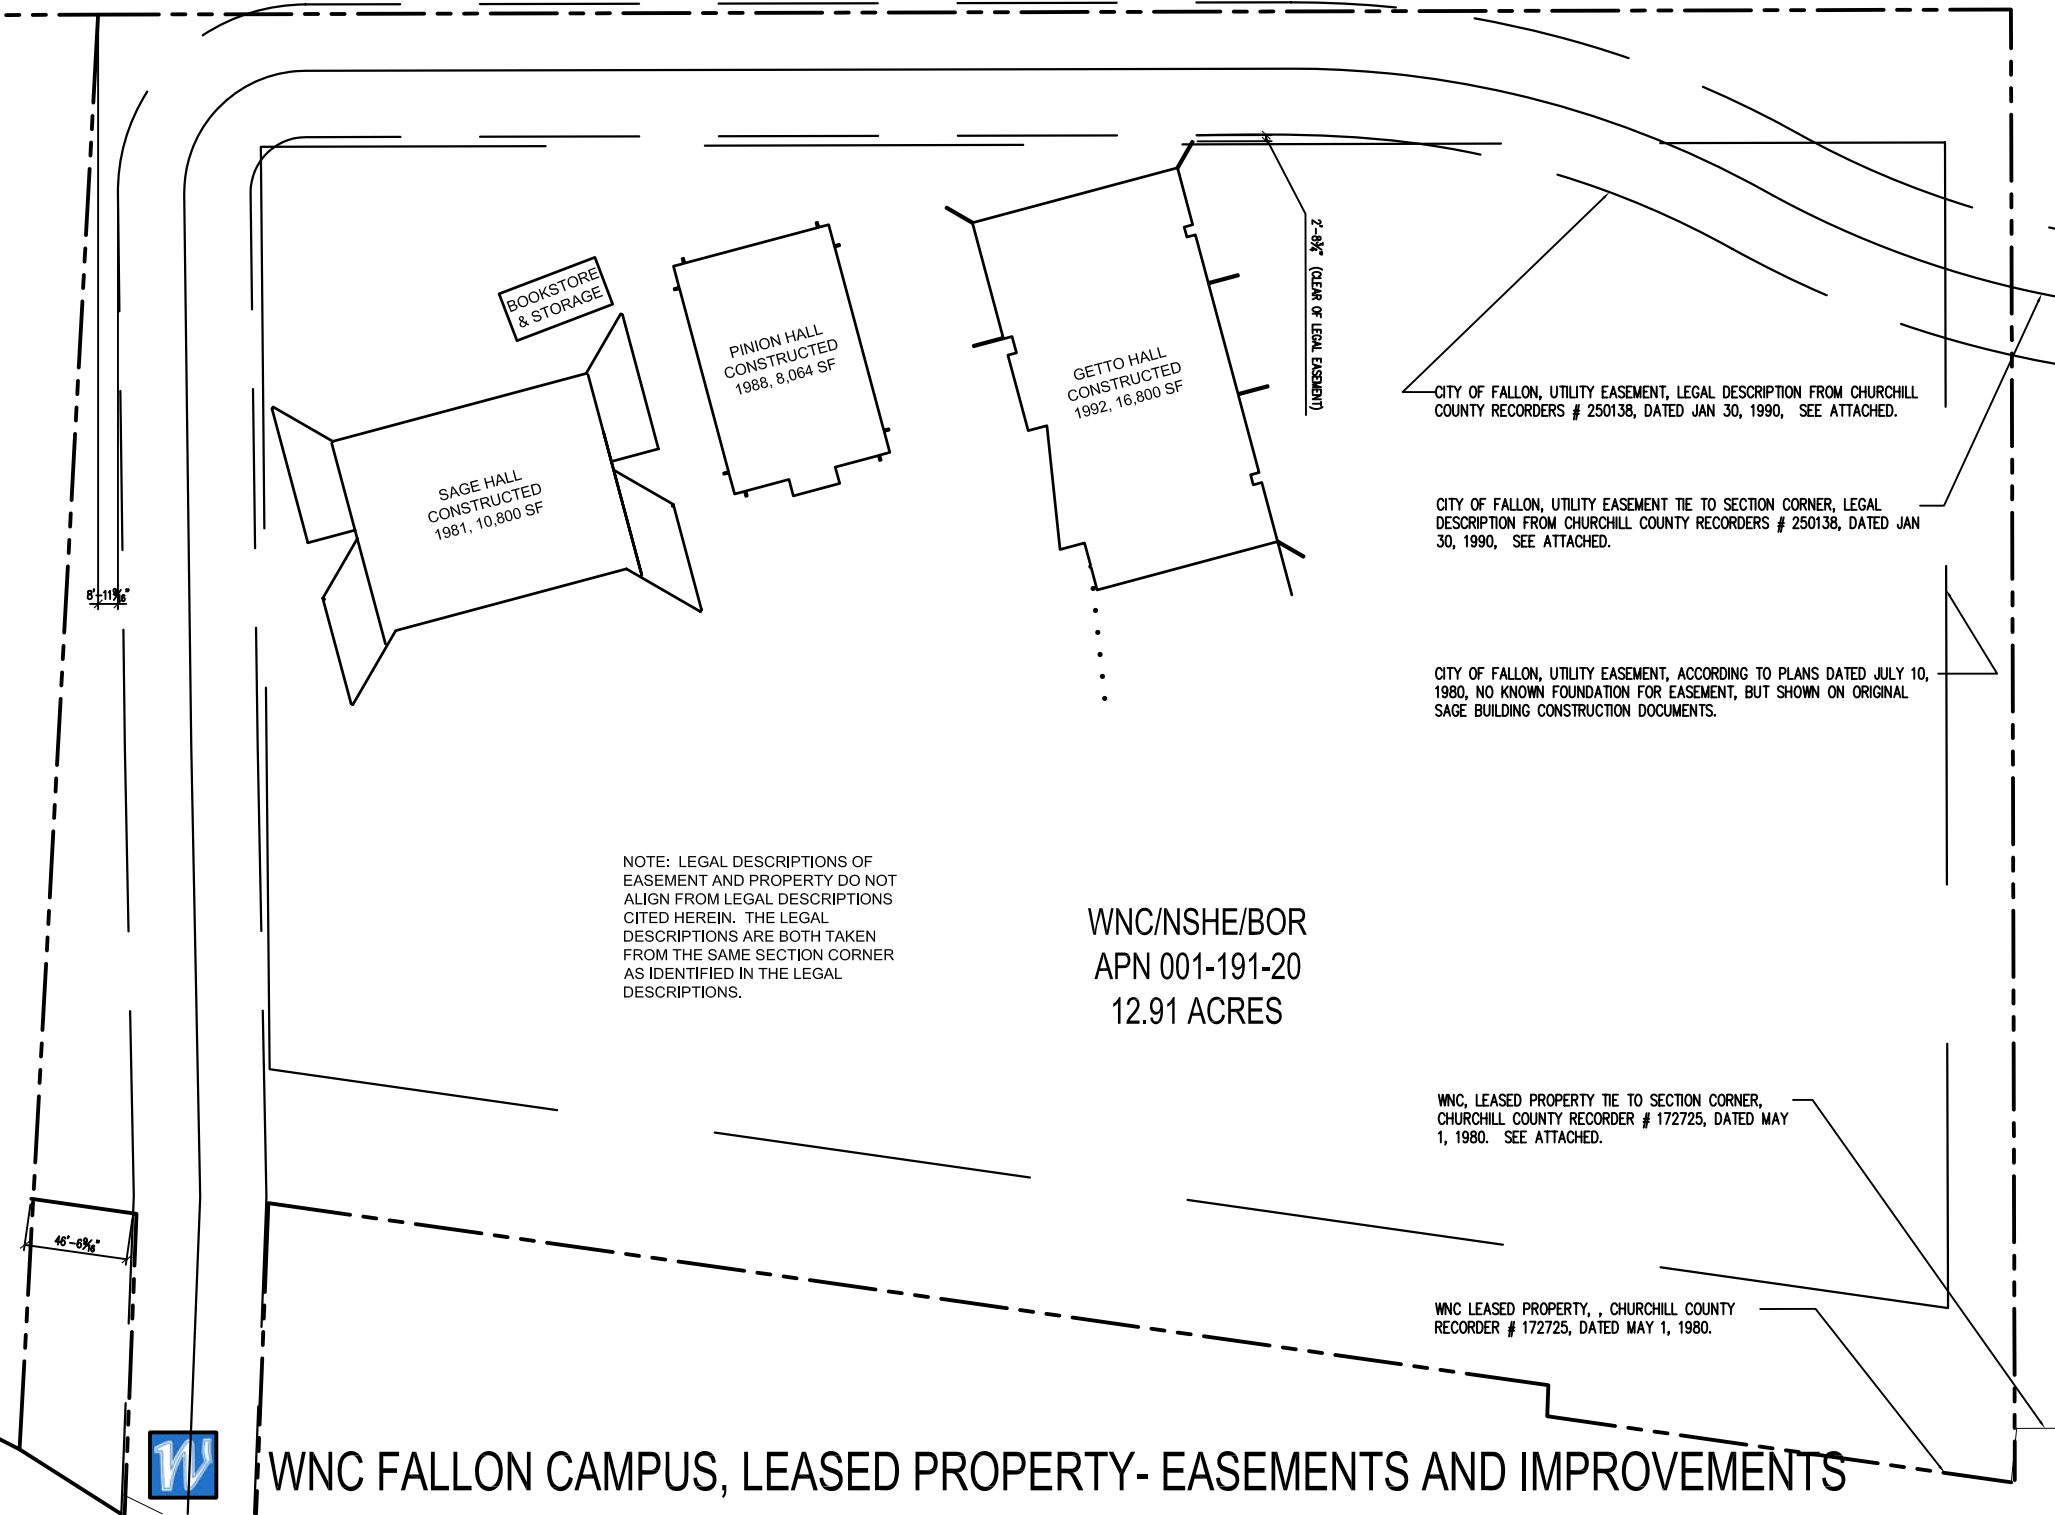 BOOKSTORE
& STORAGE
PINION HALL
CONSTRUCTED
1988, 8,064 SF
GETTO HALL
CONSTRUCTED
1992, 16,800 SF
SAGE HALL
CONSTRUCTED
1981, 10,800 SF
2'-8¾" (CLEAR OF LEGAL EASEMENT)
CITY OF FALLON, UTILITY EASEMENT, LEGAL DESCRIPTION FROM CHURCHILL
COUNTY RECORDERS # 250138, DATED JAN 30, 1990, SEE ATTACHED.
CITY OF FALLON, UTILITY EASEMENT TIE TO SECTION CORNER, LEGAL
DESCRIPTION FROM CHURCHILL COUNTY RECORDERS # 250138, DATED JAN
30, 1990, SEE ATTACHED.
CITY OF FALLON, UTILITY EASEMENT, ACCORDING TO PLANS DATED JULY 10,
1980, NO KNOWN FOUNDATION FOR EASEMENT, BUT SHOWN ON ORIGINAL
SAGE BUILDING CONSTRUCTION DOCUMENTS.
NOTE: LEGAL DESCRIPTIONS OF
EASEMENT AND PROPERTY DO NOT
ALIGN FROM LEGAL DESCRIPTIONS
CITED HEREIN. THE LEGAL
DESCRIPTIONS ARE BOTH TAKEN
FROM THE SAME SECTION CORNER
AS IDENTIFIED IN THE LEGAL
DESCRIPTIONS.
WNC/NSHE/BOR
APN 001-191-20
12.91 ACRES
WNC, LEASED PROPERTY TIE TO SECTION CORNER,
CHURCHILL COUNTY RECORDER # 172725, DATED MAY
1, 1980. SEE ATTACHED.
WNC LEASED PROPERTY, , CHURCHILL COUNTY
RECORDER # 172725, DATED MAY 1, 1980.
W
WNC FALLON CAMPUS, LEASED PROPERTY- EASEMENTS AND IMPROVEMENTS